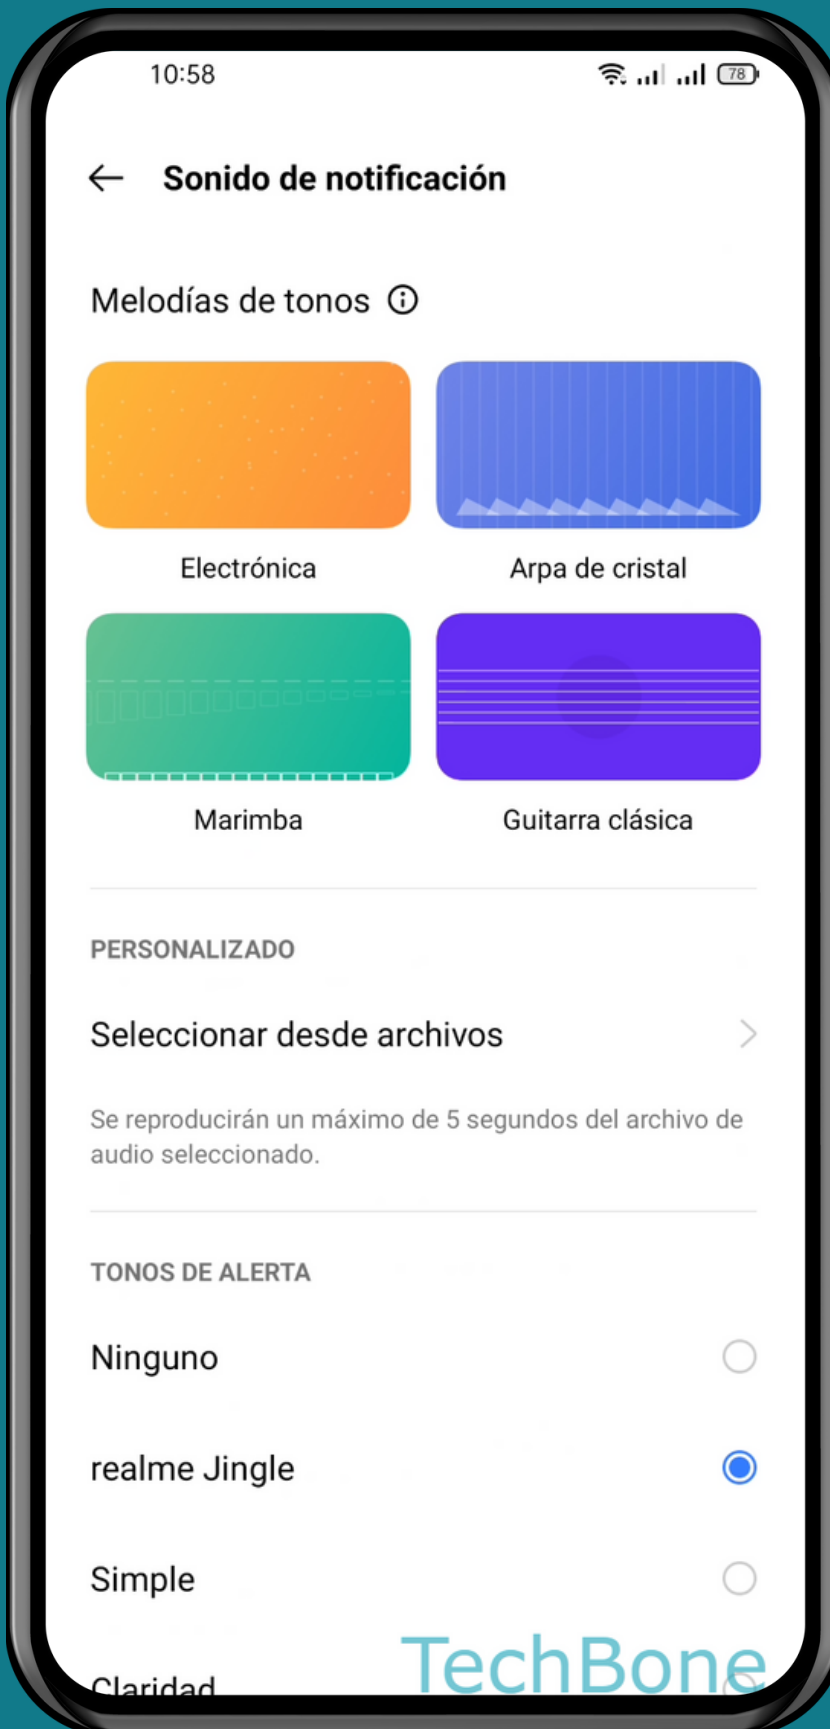 10:58
78
Sonido de notificación
Melodías de tonos
Electrónica
Arpa de cristal
Marimba
Guitarra clásica
PERSONALIZADO
Seleccionar desde archivos
Se reproducirán un máximo de 5 segundos del archivo de
audio seleccionado.
TONOS DE ALERTA
Ninguno
realme Jingle
Simple
Claridad
TechBone